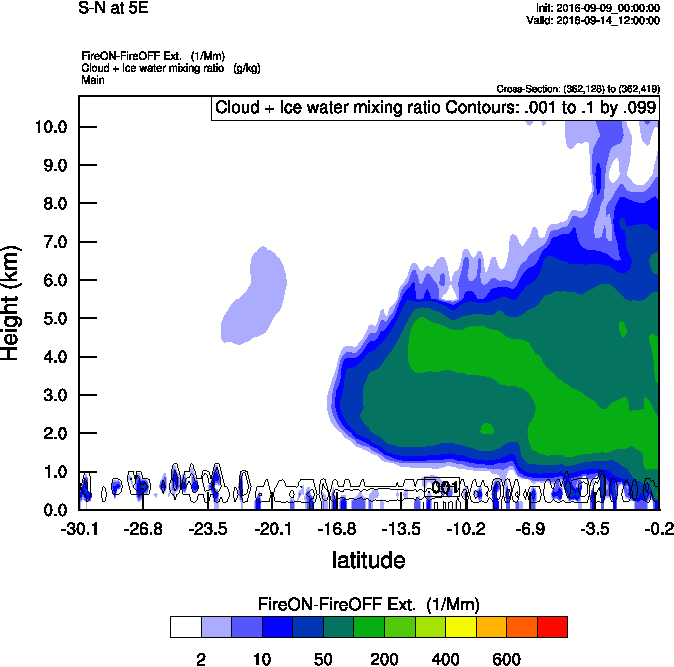 S-N at 5E
Init: 2016-09-09_00:00:00
Valid: 2016-09-14_12:00:00
FireON-FireOFF Ext. (1/Mm)
Cloud + Ice water mixing ratio (g/kg)
Main
Cross-Section: (362,128) to (362,419)
Cloud + Ice water mixing ratio Contours: .001 to .1 by .099
10.0
9.0
8.0
7.0
6.0
5.0
4.0
3.0
2.0
1.0
0.0
Height (km)
.001
-30.1 -26.8 -23.5 -20.1 -16.8 -13.5 -10.2 -6.9 -3.5 -0.2
latitude
FireON-FireOFF Ext. (1/Mm)
2 10 50 200 400 600